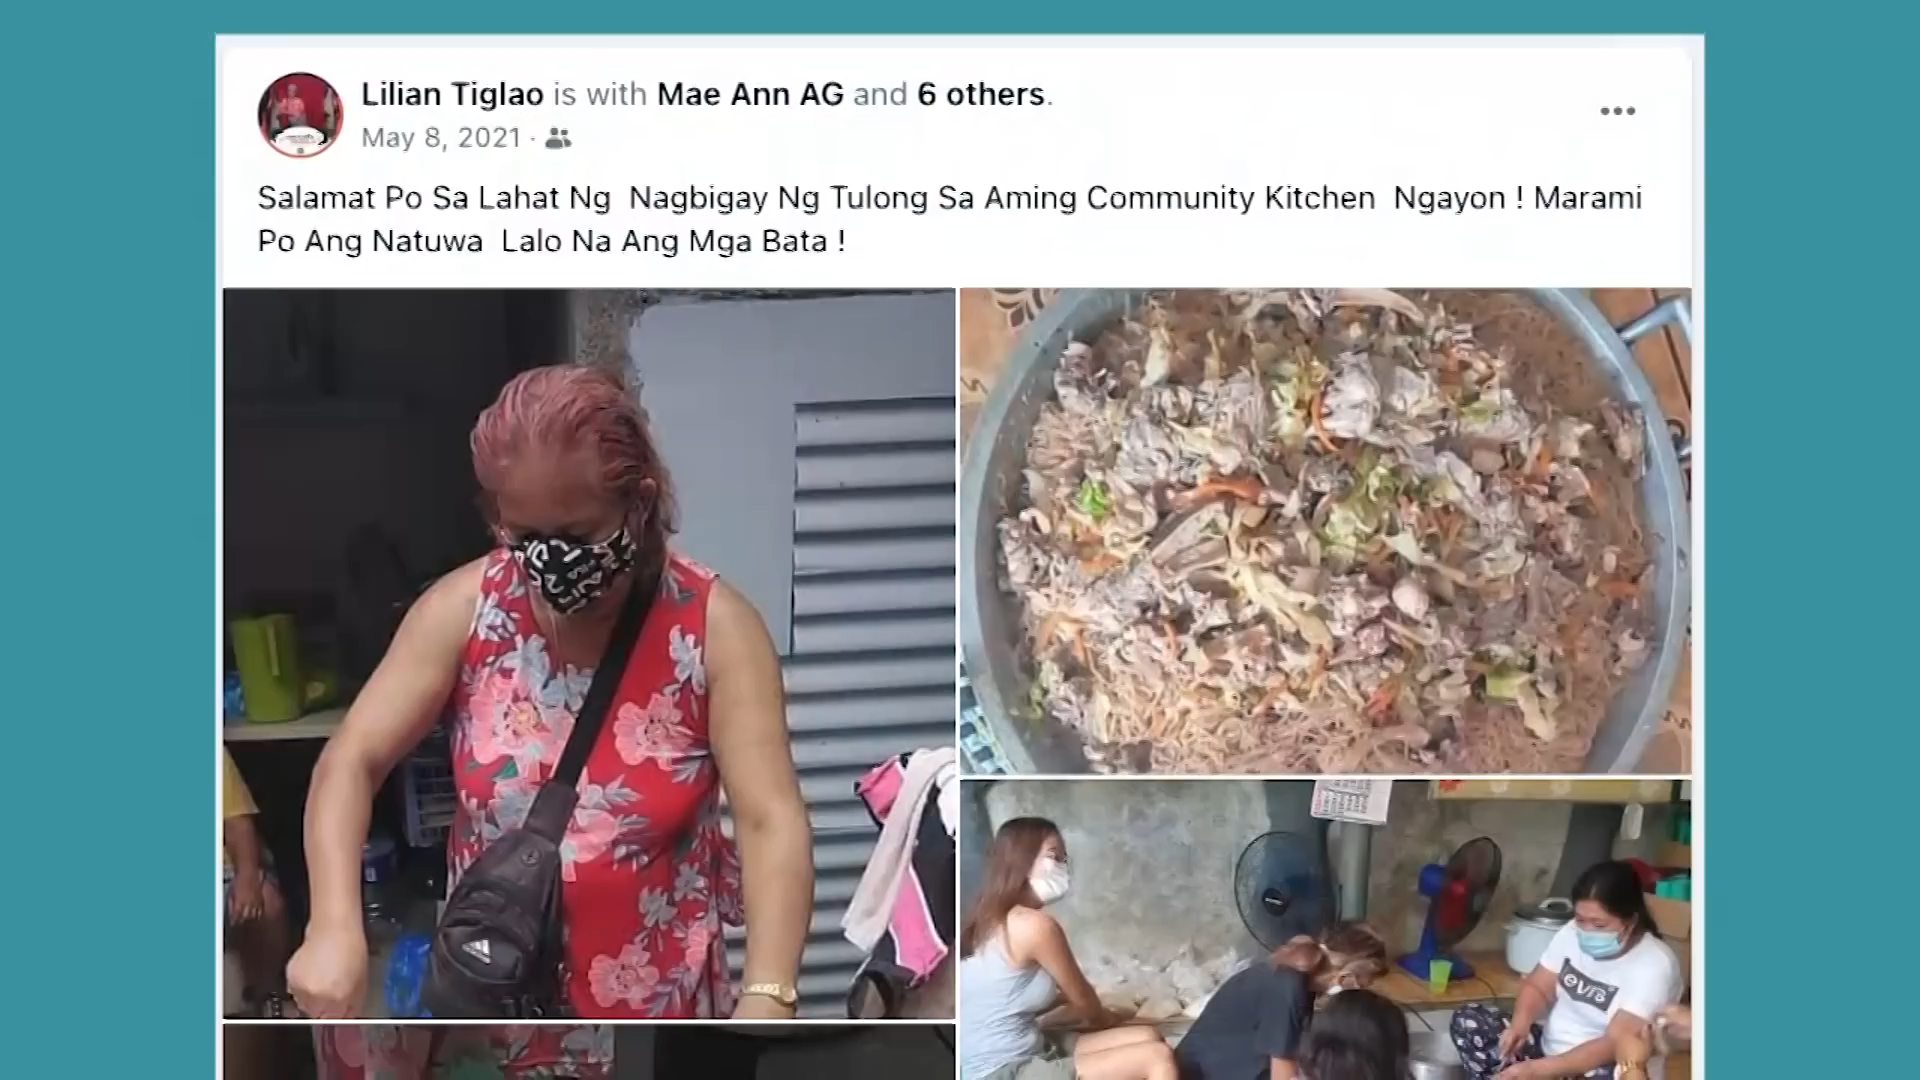 Lilian Tiglao is with Mae Ann AG and 6 others.
May 8, 2021 ·
Salamat Po Sa Lahat Ng Nagbigay Ng Tulong Sa Aming Community Kitchen Ngayon ! Marami
Po Ang Natuwa Lalo Na Ang Mga Bata !